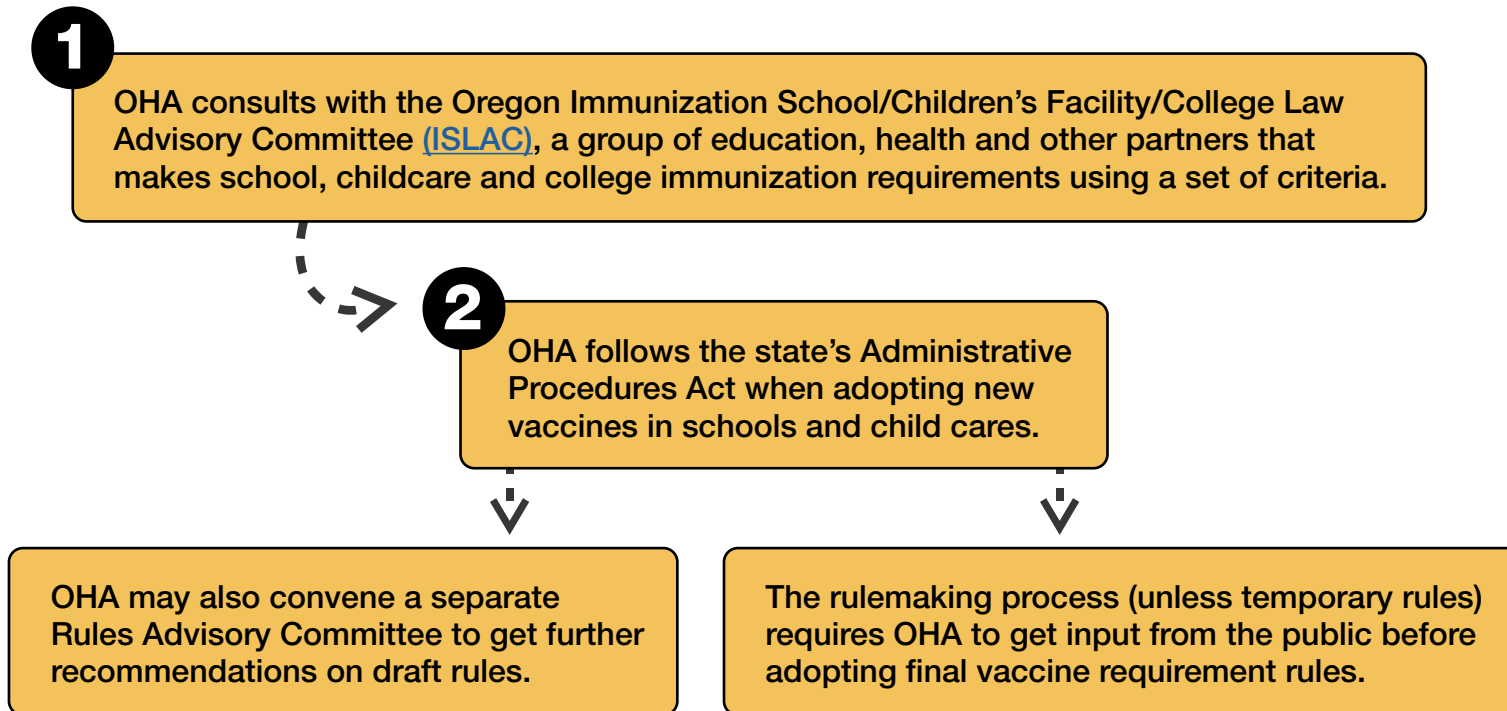 1
OHA consults with the Oregon Immunization School/Children’s Facility/College Law
Advisory Committee (ISLAC), a group of education, health and other partners that
makes school, childcare and college immunization requirements using a set of criteria.
2
OHA follows the state’s Administrative
Procedures Act when adopting new
vaccines in schools and child cares.
OHA may also convene a separate
Rules Advisory Committee to get further
recommendations on draft rules.
The rulemaking process (unless temporary rules)
requires OHA to get input from the public before
adopting final vaccine requirement rules.